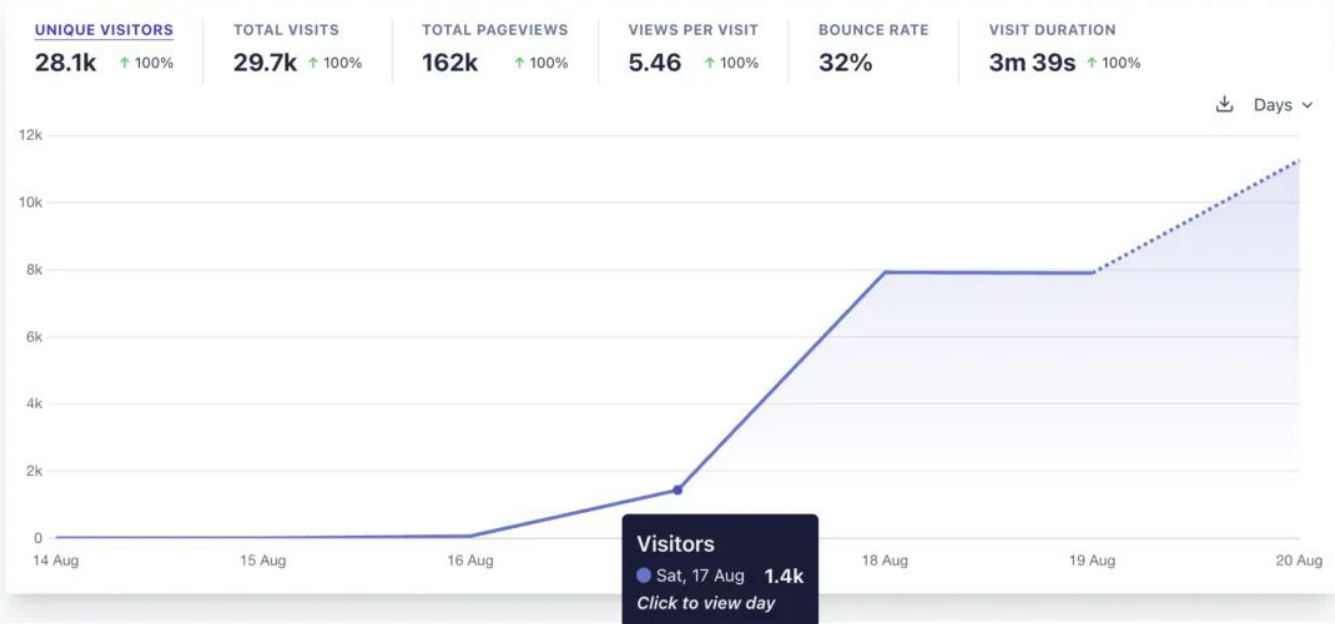 UNIQUE VISITORS
28.1k ↑ 100%
TOTAL VISITS
29.7k ↑ 100%
TOTAL PAGEVIEWS
162k ↑ 100%
VIEWS PER VISIT
5.46 ↑ 100%
BOUNCE RATE
32%
VISIT DURATION
3m 39s ↑ 100%
Days
12k
10k
8k
6k
4k
2k
0
14 Aug 15 Aug 16 Aug 18 Aug 19 Aug 20 Aug
Visitors
Sat, 17 Aug 1.4k
Click to view day